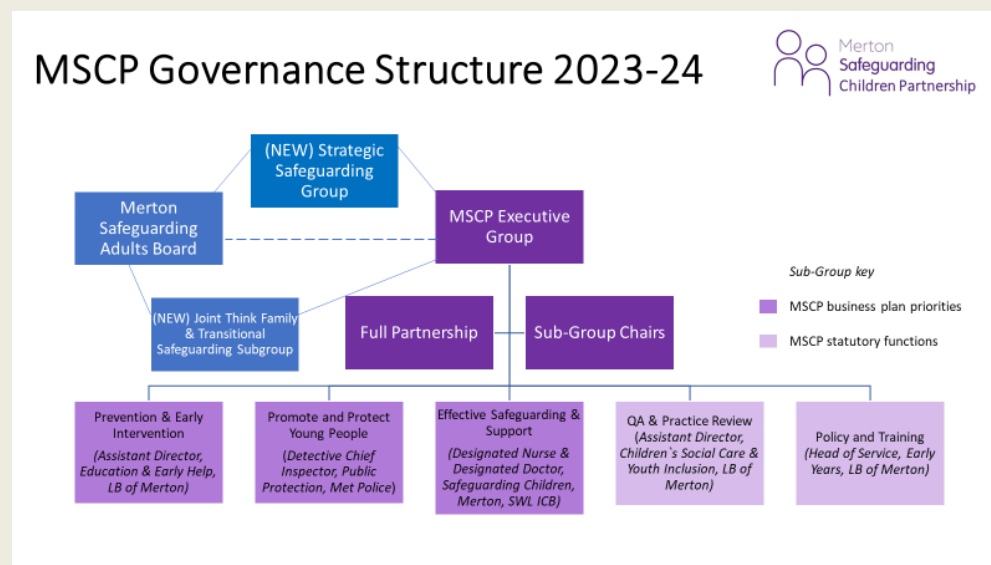 MSCP Governance Structure 2023-24
Merton
Safeguarding
Children Partnership
(NEW) Strategic
Safeguarding
Group
Merton
Safeguarding
Adults Board
MSCP Executive
Group
(NEW) Joint Think Family
& Transitional
Safeguarding Subgroup
Full Partnership
Sub-Group Chairs
Sub-Group key
MSCP business plan priorities
MSCP statutory functions
Prevention & Early
Intervention
(Assistant Director,
Education & Early Help,
LB of Merton)
Promote and Protect
Young People
(Detective Chief
Inspector, Public
Protection, Met Police)
Effective Safeguarding &
Support
(Designated Nurse &
Designated Doctor,
Safeguarding Children,
Merton, SWL ICB)
QA & Practice Review
(Assistant Director,
Children`s Social Care &
Youth Inclusion, LB of
Merton)
Policy and Training
(Head of Service, Early
Years, LB of Merton)